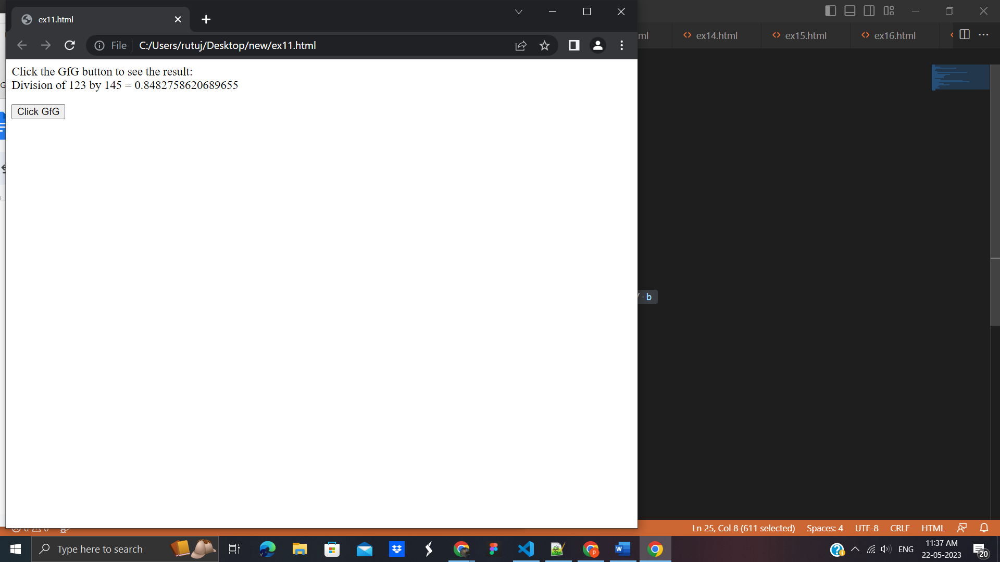 ex11.html
File
C:/Users/rutuj/Desktop/new/ex11.html
Click the GfG button to see the result:
Division of 123 by 145 = 0.8482758620689655
Click GfG
ml
ex14.html
ex15.html
ex16.html
/ b
Ln 25, Col 8 (611 selected)
Spaces: 4
UTF-8
CRLF
HTML
Type here to search
ENG
11:37 AM
22-05-2023
20